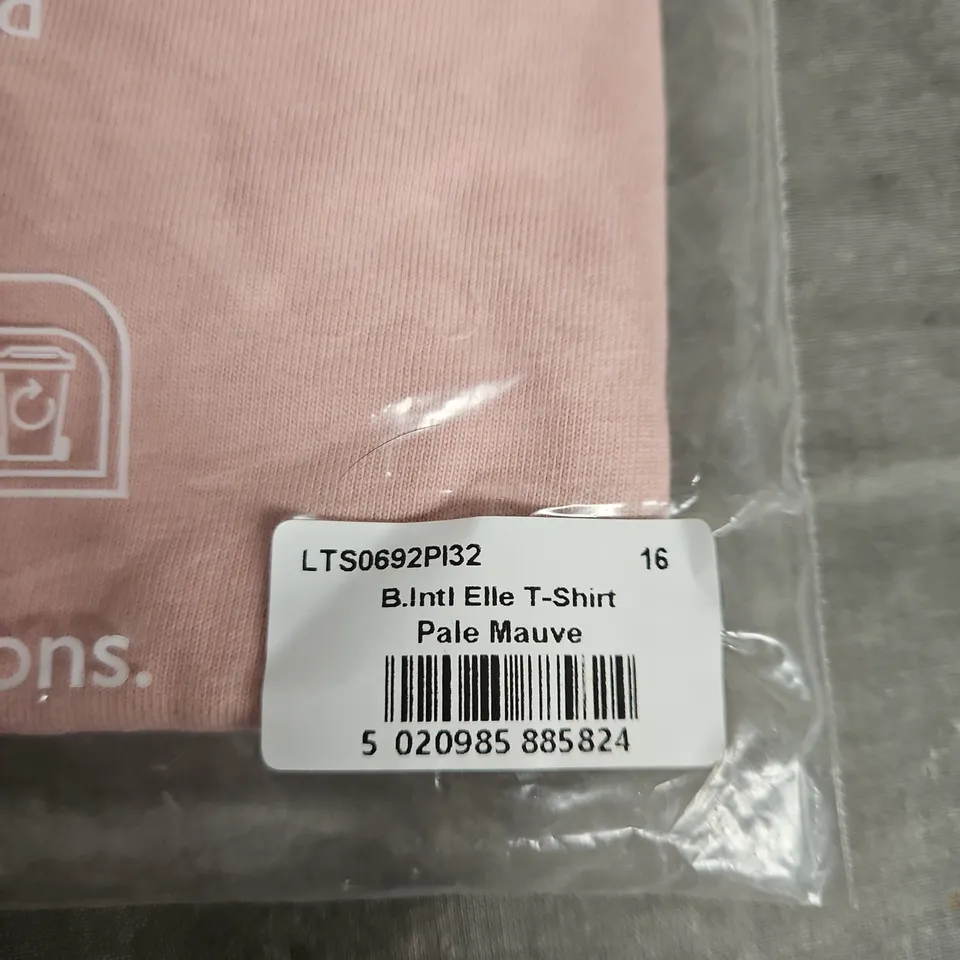 LTS0692PI32 16
B.Intl Elle T-Shirt
Pale Mauve
5 020985 885824
ons.